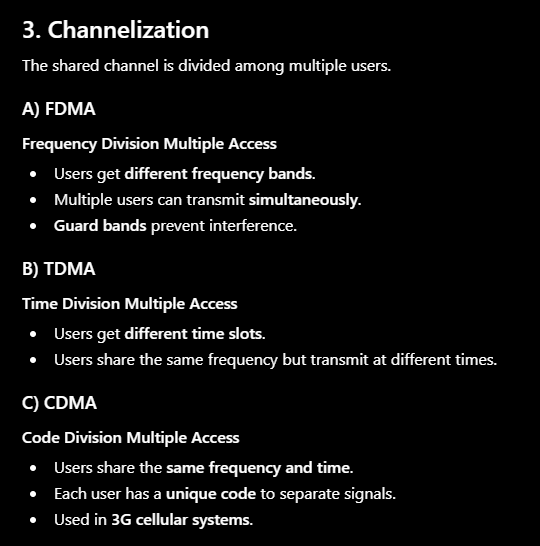 3. Channelization
The shared channel is divided among multiple users.
A) FDMA
Frequency Division Multiple Access
• Users get different frequency bands.
• Multiple users can transmit simultaneously.
• Guard bands prevent interference.
B) TDMA
Time Division Multiple Access
• Users get different time slots.
• Users share the same frequency but transmit at different times.
C) CDMA
Code Division Multiple Access
• Users share the same frequency and time.
• Each user has a unique code to separate signals.
• Used in 3G cellular systems.